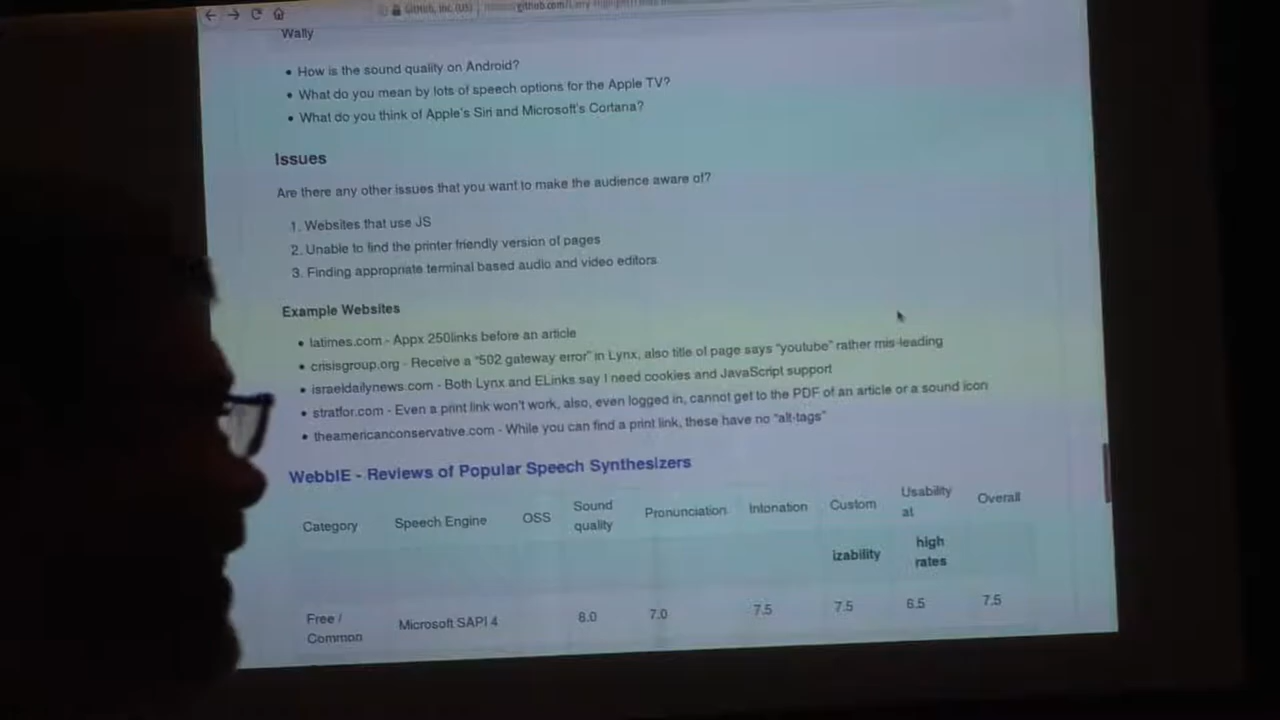 GitHub, Inc. (US)
github.com/
Wally
• How is the sound quality on Android?
• What do you mean by lots of speech options for the Apple TV?
• What do you think of Apple's Siri and Microsoft's Cortana?
Issues
Are there any other issues that you want to make the audience aware of?
1. Websites that use JS
2. Unable to find the printer friendly version of pages
3. Finding appropriate terminal based audio and video editors
Example Websites
• latimes.com - Appx 250links before an article
• crisisgroup.org - Receive a "502 gateway error" in Lynx, also title of page says "youtube" rather mis-leading
• israeldailynews.com - Both Lynx and ELinks say I need cookies and JavaScript support
• stratfor.com - Even a print link won't work, also, even logged in, cannot get to the PDF of an article or a sound icon
• theamericanconservative.com - While you can find a print link, these have no "alt-tags"
WebbIE - Reviews of Popular Speech Synthesizers
Category Speech Engine OSS Sound quality Pronunciation Intonation Custom Usability at Overall
izability high rates
Free / Common Microsoft SAPI 4 8.0 7.0 7.5 7.5 6.5 7.5